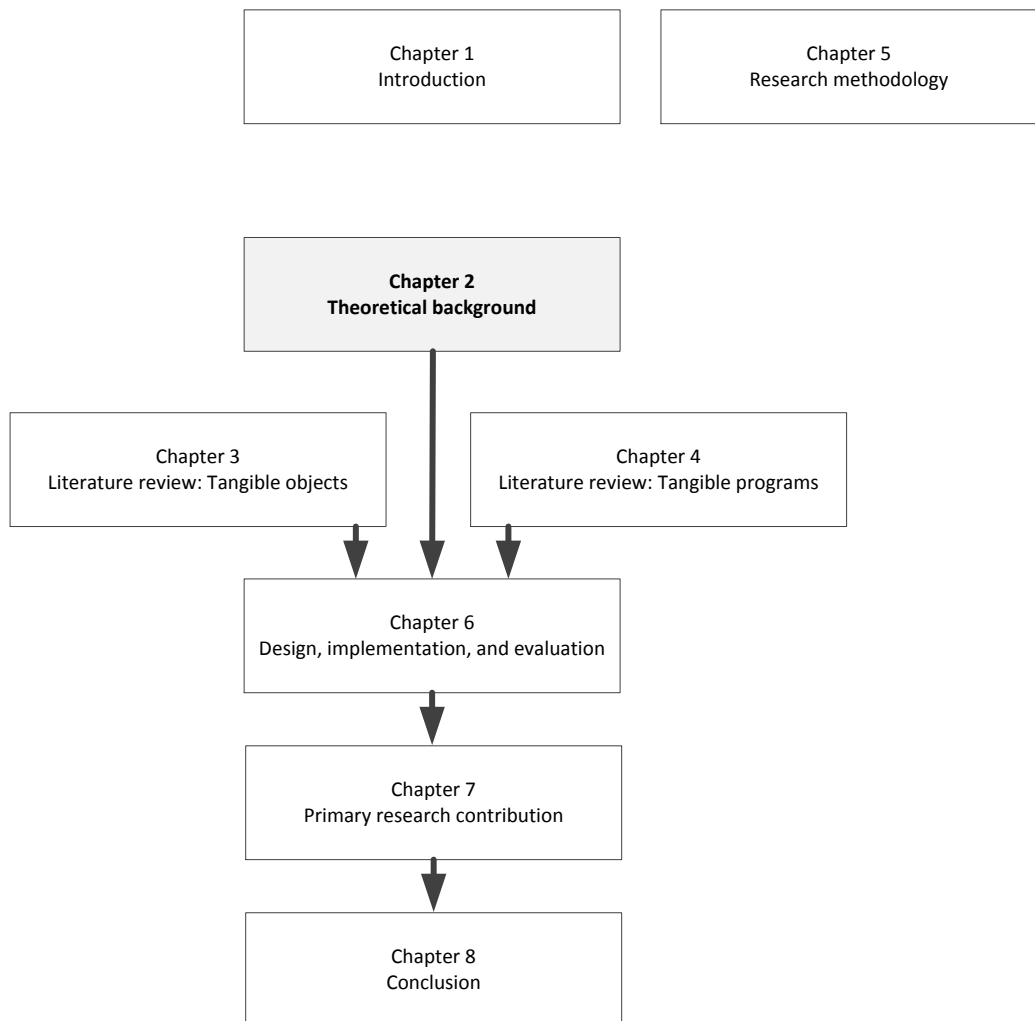 Chapter 1
Introduction
Chapter 5
Research methodology
Chapter 2
Theoretical background
Chapter 3
Literature review: Tangible objects
Chapter 4
Literature review: Tangible programs
Chapter 6
Design, implementation, and evaluation
Chapter 7
Primary research contribution
Chapter 8
Conclusion